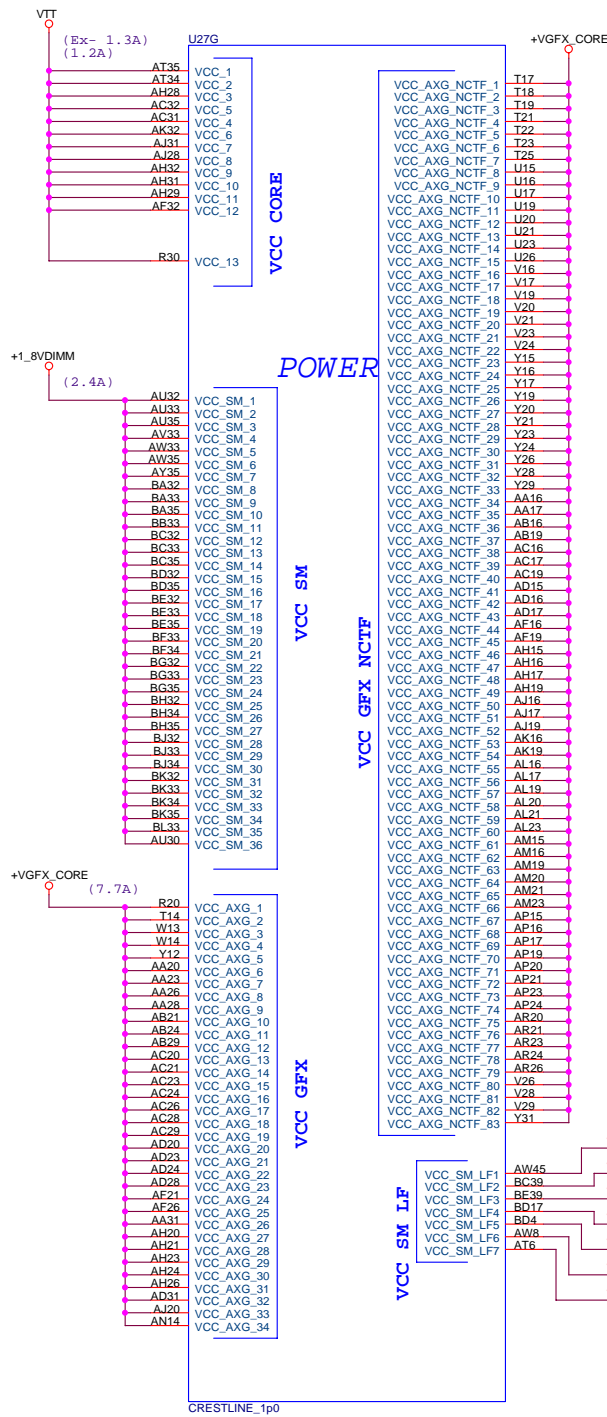 VTT
(Ex- 1.3A)
(1.2A)
U27G
+VGFX_CORE
AT35 VCC_1
AT34 VCC_2
AH28 VCC_3
AC32 VCC_5
AC31 VCC_4
AK32 VCC_6
AJ31 VCC_7
AJ28 VCC_8
AH32 VCC_9
AH31 VCC_10
AH29 VCC_11
AF32 VCC_12
R30 VCC_13
VCC CORE
POWER
+1_8VDIMM
(2.4A)
AU32 VCC_SM_1
AU33 VCC_SM_2
AU35 VCC_SM_3
AV33 VCC_SM_4
AW33 VCC_SM_5
AW35 VCC_SM_6
AY35 VCC_SM_7
BA32 VCC_SM_8
BA33 VCC_SM_9
BA35 VCC_SM_10
BB33 VCC_SM_11
BC32 VCC_SM_12
BC33 VCC_SM_13
BC35 VCC_SM_14
BD32 VCC_SM_15
BD35 VCC_SM_16
BE32 VCC_SM_17
BE33 VCC_SM_18
BE35 VCC_SM_19
BF33 VCC_SM_20
BF34 VCC_SM_21
BG32 VCC_SM_22
BG33 VCC_SM_23
BG35 VCC_SM_24
BH32 VCC_SM_25
BH34 VCC_SM_26
BH35 VCC_SM_27
BJ32 VCC_SM_28
BJ33 VCC_SM_29
BJ34 VCC_SM_30
BK32 VCC_SM_31
BK33 VCC_SM_32
BK34 VCC_SM_33
BK35 VCC_SM_34
BL33 VCC_SM_35
AU30 VCC_SM_36
VCC SM
+VGFX_CORE
(7.7A)
R20 VCC_AXG_1
T14 VCC_AXG_2
W13 VCC_AXG_3
W14 VCC_AXG_4
Y12 VCC_AXG_5
AA20 VCC_AXG_6
AA23 VCC_AXG_7
AA26 VCC_AXG_8
AA28 VCC_AXG_9
AB21 VCC_AXG_10
AB24 VCC_AXG_11
AB29 VCC_AXG_12
AC20 VCC_AXG_13
AC21 VCC_AXG_14
AC23 VCC_AXG_15
AC24 VCC_AXG_16
AC26 VCC_AXG_17
AC28 VCC_AXG_18
AC29 VCC_AXG_19
AD20 VCC_AXG_20
AD23 VCC_AXG_21
AD24 VCC_AXG_22
AD28 VCC_AXG_23
AF21 VCC_AXG_24
AF26 VCC_AXG_25
AA31 VCC_AXG_26
AH20 VCC_AXG_27
AH21 VCC_AXG_28
AH23 VCC_AXG_29
AH24 VCC_AXG_30
AH26 VCC_AXG_31
AD31 VCC_AXG_32
AJ20 VCC_AXG_33
AN14 VCC_AXG_34
VCC GFX
VCC_AXG_NCTF_1 T17
VCC_AXG_NCTF_2 T18
VCC_AXG_NCTF_3 T19
VCC_AXG_NCTF_4 T21
VCC_AXG_NCTF_5 T22
VCC_AXG_NCTF_6 T23
VCC_AXG_NCTF_7 T25
VCC_AXG_NCTF_8 U15
VCC_AXG_NCTF_9 U16
VCC_AXG_NCTF_10 U17
VCC_AXG_NCTF_11 U19
VCC_AXG_NCTF_12 U20
VCC_AXG_NCTF_13 U21
VCC_AXG_NCTF_14 U23
VCC_AXG_NCTF_15 U26
VCC_AXG_NCTF_16 V16
VCC_AXG_NCTF_17 V17
VCC_AXG_NCTF_18 V19
VCC_AXG_NCTF_19 V20
VCC_AXG_NCTF_20 V21
VCC_AXG_NCTF_21 V23
VCC_AXG_NCTF_22 V24
VCC_AXG_NCTF_23 Y15
VCC_AXG_NCTF_24 Y16
VCC_AXG_NCTF_25 Y17
VCC_AXG_NCTF_26 Y19
VCC_AXG_NCTF_27 Y20
VCC_AXG_NCTF_28 Y21
VCC_AXG_NCTF_29 Y23
VCC_AXG_NCTF_30 Y24
VCC_AXG_NCTF_31 Y26
VCC_AXG_NCTF_32 Y28
VCC_AXG_NCTF_33 Y29
VCC_AXG_NCTF_34 AA16
VCC_AXG_NCTF_35 AA17
VCC_AXG_NCTF_36 AB16
VCC_AXG_NCTF_37 AB19
VCC_AXG_NCTF_38 AC16
VCC_AXG_NCTF_39 AC17
VCC_AXG_NCTF_40 AC19
VCC_AXG_NCTF_41 AD15
VCC_AXG_NCTF_42 AD16
VCC_AXG_NCTF_43 AD17
VCC_AXG_NCTF_44 AF16
VCC_AXG_NCTF_45 AF19
VCC_AXG_NCTF_46 AH15
VCC_AXG_NCTF_47 AH16
VCC_AXG_NCTF_48 AH17
VCC_AXG_NCTF_49 AH19
VCC_AXG_NCTF_50 AJ16
VCC_AXG_NCTF_51 AJ17
VCC_AXG_NCTF_52 AJ19
VCC_AXG_NCTF_53 AK16
VCC_AXG_NCTF_54 AK19
VCC_AXG_NCTF_55 AL16
VCC_AXG_NCTF_56 AL17
VCC_AXG_NCTF_57 AL19
VCC_AXG_NCTF_58 AL20
VCC_AXG_NCTF_59 AL21
VCC_AXG_NCTF_60 AL23
VCC_AXG_NCTF_61 AM15
VCC_AXG_NCTF_62 AM16
VCC_AXG_NCTF_63 AM19
VCC_AXG_NCTF_64 AM20
VCC_AXG_NCTF_65 AM21
VCC_AXG_NCTF_66 AM23
VCC_AXG_NCTF_67 AP15
VCC_AXG_NCTF_68 AP16
VCC_AXG_NCTF_69 AP17
VCC_AXG_NCTF_70 AP19
VCC_AXG_NCTF_71 AP20
VCC_AXG_NCTF_72 AP21
VCC_AXG_NCTF_73 AP23
VCC_AXG_NCTF_74 AP24
VCC_AXG_NCTF_75 AR20
VCC_AXG_NCTF_76 AR21
VCC_AXG_NCTF_77 AR23
VCC_AXG_NCTF_78 AR24
VCC_AXG_NCTF_79 AR26
VCC_AXG_NCTF_80 V26
VCC_AXG_NCTF_81 V28
VCC_AXG_NCTF_82 V29
VCC_AXG_NCTF_83 Y31
VCC GFX NCTF
VCC_SM_LF1 AW45
VCC_SM_LF2 BC39
VCC_SM_LF3 BE39
VCC_SM_LF4 BD17
VCC_SM_LF5 BD4
VCC_SM_LF6 AW8
VCC_SM_LF7 AT6
VCC SM LF
CRESTLINE_1p0